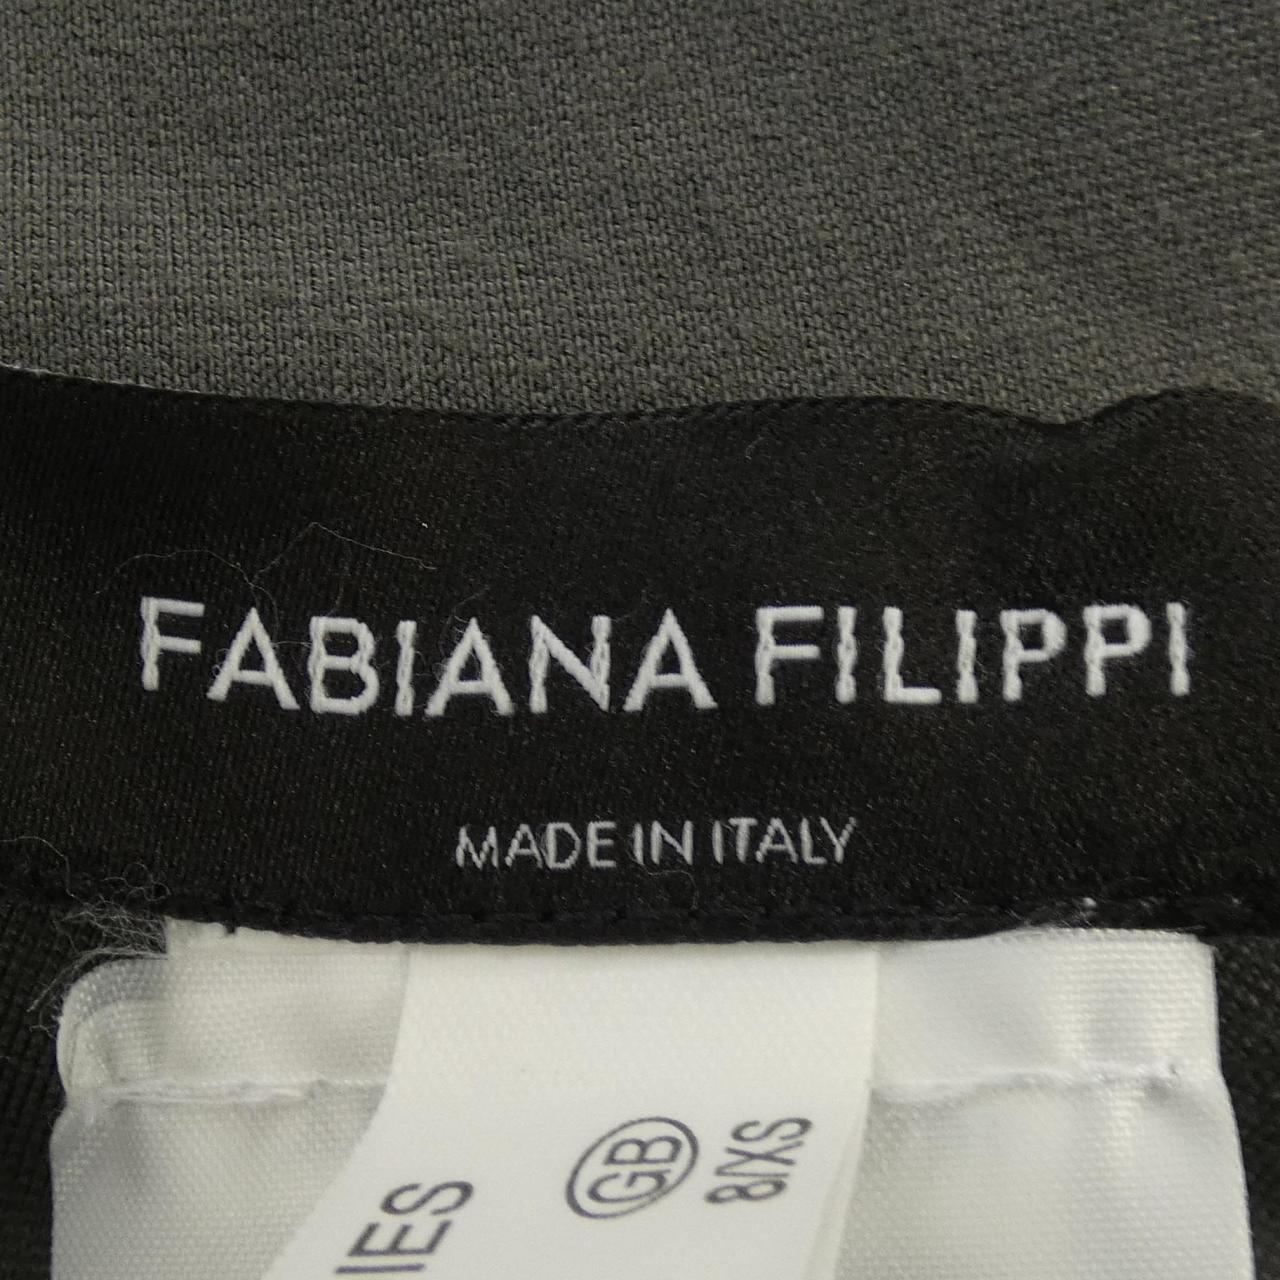 FABIANA FILIPPI
MADE IN ITALY
GB
8/XS
IES